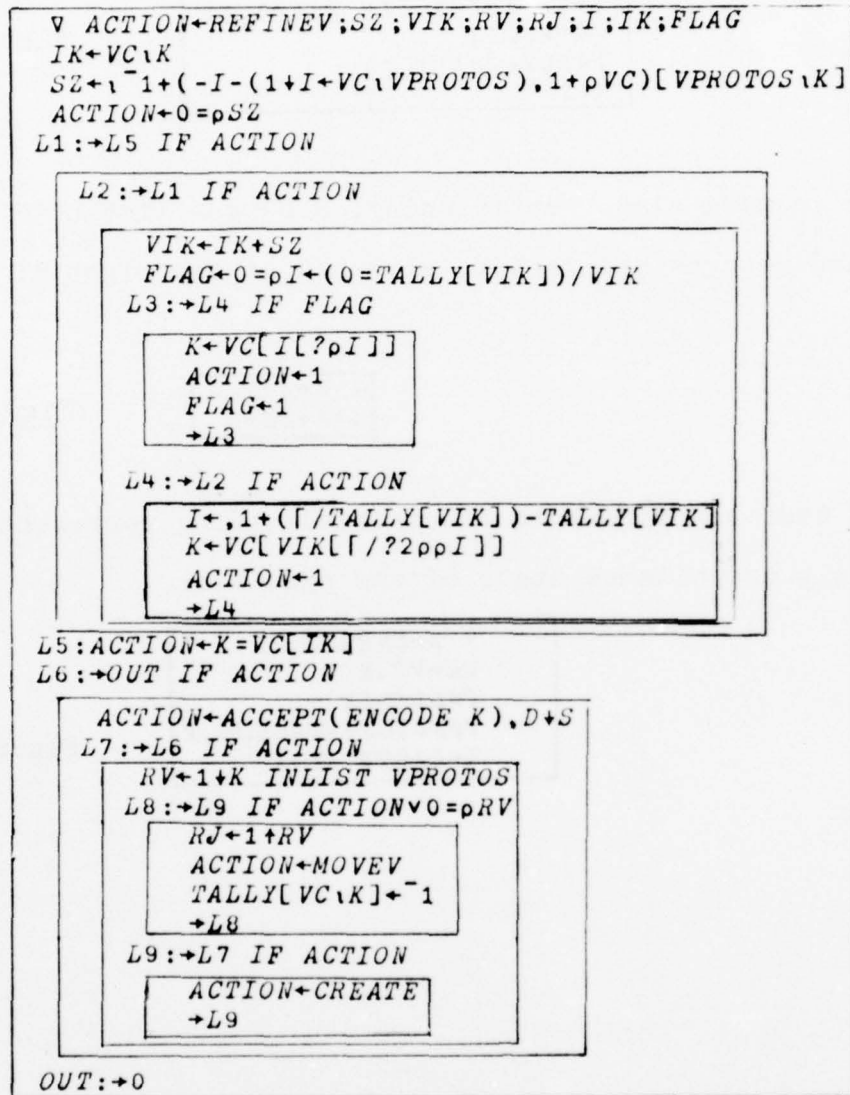 ∇ ACTION←REFINEV;SZ;VIK;RV;RJ;I;IK;FLAG
IK←VC⍳K
SZ←⍳¯1+(-I-(1↓I←VC⍳VPROTOS),1+⍴VC)[VPROTOS⍳K]
ACTION←0=⍴SZ
L1:→L5 IF ACTION
L2:→L1 IF ACTION
VIK←IK+SZ
FLAG←0=⍴I←(0=TALLY[VIK])/VIK
L3:→L4 IF FLAG
K←VC[I[?⍴I]]
ACTION←1
FLAG←1
→L3
L4:→L2 IF ACTION
I←,1+(⌈/TALLY[VIK])-TALLY[VIK]
K←VC[VIK[⌈/?2⍴⍴I]]
ACTION←1
→L4
L5:ACTION←K=VC[IK]
L6:→OUT IF ACTION
ACTION←ACCEPT(ENCODE K),D↓S
L7:→L6 IF ACTION
RV←1↓K INLIST VPROTOS
L8:→L9 IF ACTION∨0=⍴RV
RJ←1↑RV
ACTION←MOVEV
TALLY[VC⍳K]←¯1
→L8
L9:→L7 IF ACTION
ACTION←CREATE
→L9
OUT:→0